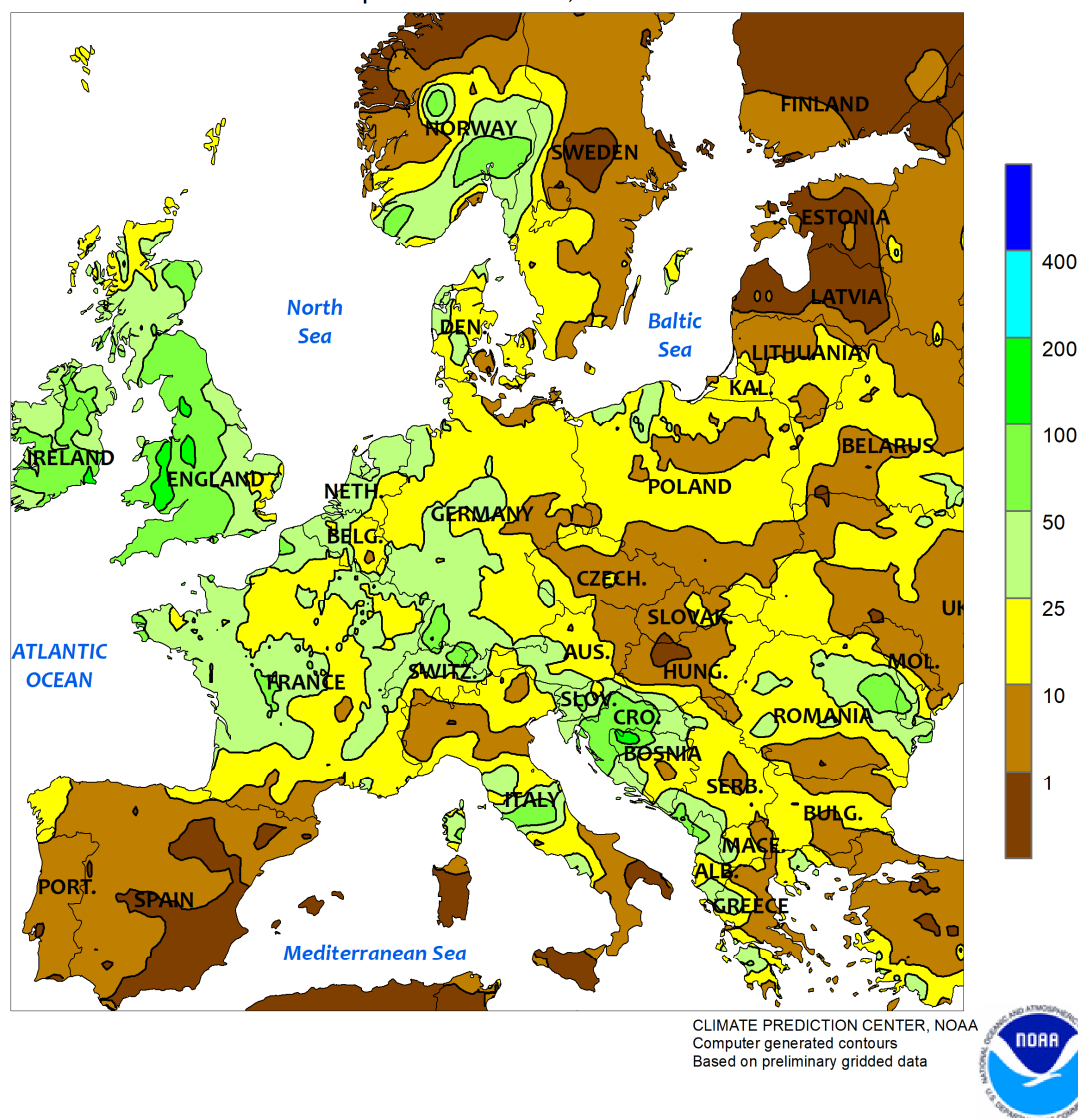 FINLAND
NORWAY
SWEDEN
ESTONIA
LATVIA
North
Sea
Baltic
Sea
DEN.
LITHUANIA
KAL.
IRELAND
ENGLAND
BELARUS
NETH.
POLAND
GERMANY
BELG.
CZECH.
SLOVAK.
UK
ATLANTIC
OCEAN
AUS.
MOL.
SWITZ.
HUNG.
FRANCE
SLOV.
CRO.
ROMANIA
BOSNIA
SERB.
ITALY
BULG.
MACE.
ALB.
PORT.
SPAIN
GREECE
Mediterranean Sea
400
200
100
50
25
10
1
CLIMATE PREDICTION CENTER, NOAA
Computer generated contours
Based on preliminary gridded data
NOAA